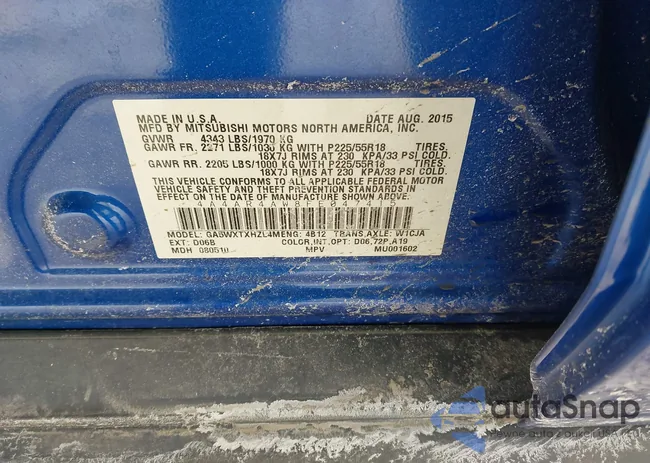 MADE IN U.S.A. DATE AUG. 2015
MFG BY MITSUBISHI MOTORS NORTH AMERICA, INC.
GVWR 4343 LBS/1970 KG
GAWR FR. 2271 LBS/1030 KG WITH P225/55R18 TIRES,
18X7J RIMS AT 230 KPA/33 PSI COLD.
GAWR RR. 2205 LBS/1000 KG WITH P225/55R18 TIRES,
18X7J RIMS AT 230 KPA/33 PSI COLD.
THIS VEHICLE CONFORMS TO ALL APPLICABLE FEDERAL MOTOR
VEHICLE SAFETY AND THEFT PREVENTION STANDARDS IN
EFFECT ON THE DATE OF MANUFACTURE SHOWN ABOVE.
MODEL: GA6WXTXHZL4M ENG: 4B12 TRANS,AXLE: W1CJA
EXT: D06B COLOR,INT,OPT: D06,72P,A19
MDH 080510 MPV MU001602
autoSnap